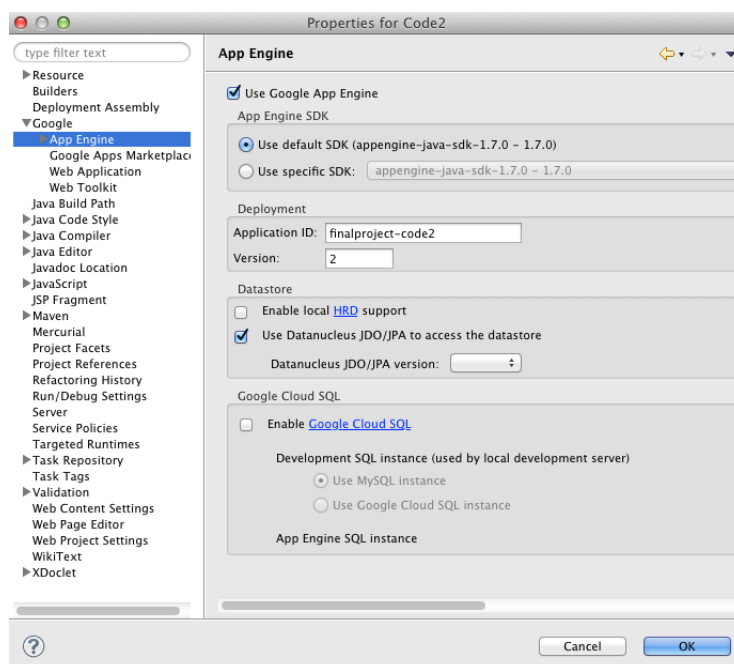 Properties for Code2
type filter text
Resource
Builders
Deployment Assembly
Google
App Engine
Google Apps Marketplac
Web Application
Web Toolkit
Java Build Path
Java Code Style
Java Compiler
Java Editor
Javadoc Location
JavaScript
JSP Fragment
Maven
Mercurial
Project Facets
Project References
Refactoring History
Run/Debug Settings
Server
Service Policies
Targeted Runtimes
Task Repository
Task Tags
Validation
Web Content Settings
Web Page Editor
Web Project Settings
WikiText
XDoclet
App Engine
Use Google App Engine
App Engine SDK
Use default SDK (appengine-java-sdk-1.7.0 - 1.7.0)
Use specific SDK: appengine-java-sdk-1.7.0 - 1.7.0
Deployment
Application ID: finalproject-code2
Version: 2
Datastore
Enable local HRD support
Use Datanucleus JDO/JPA to access the datastore
Datanucleus JDO/JPA version:
Google Cloud SQL
Enable Google Cloud SQL
Development SQL instance (used by local development server)
Use MySQL instance
Use Google Cloud SQL instance
App Engine SQL instance
?
Cancel OK